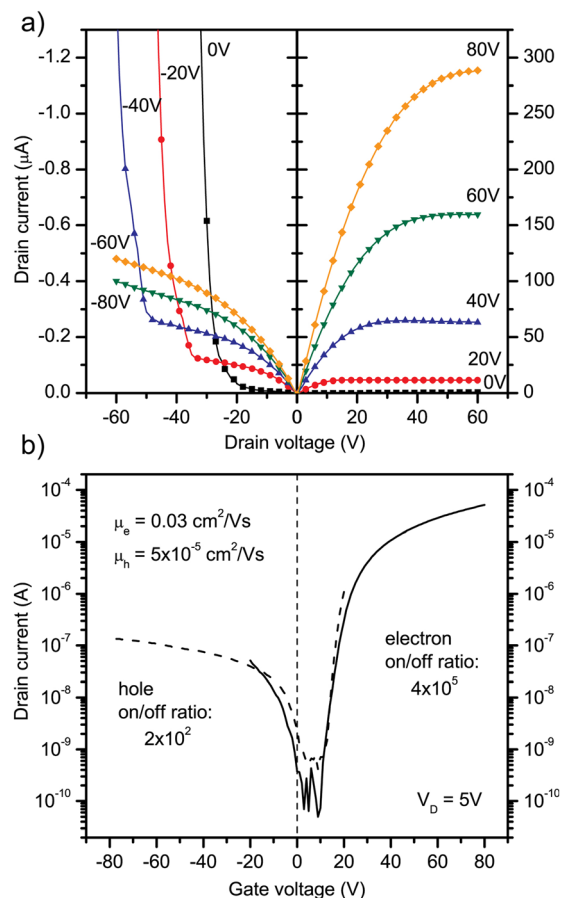 a)
0V
-20V
-40V
-60V
-80V
80V
60V
40V
20V
0V
-1.2
-1.0
-0.8
-0.6
-0.4
-0.2
0.0
300
250
200
150
100
50
0
Drain current (μA)
-60 -40 -20 0 20 40 60
Drain voltage (V)
b)
μe = 0.03 cm²/Vs
μh = 5x10⁻⁵ cm²/Vs
electron
on/off ratio:
4x10⁵
hole
on/off ratio:
2x10²
V_D = 5V
10⁻⁴
10⁻⁵
10⁻⁶
10⁻⁷
10⁻⁸
10⁻⁹
10⁻¹⁰
10⁻⁴
10⁻⁵
10⁻⁶
10⁻⁷
10⁻⁸
10⁻⁹
10⁻¹⁰
Drain current (A)
-80 -60 -40 -20 0 20 40 60 80
Gate voltage (V)